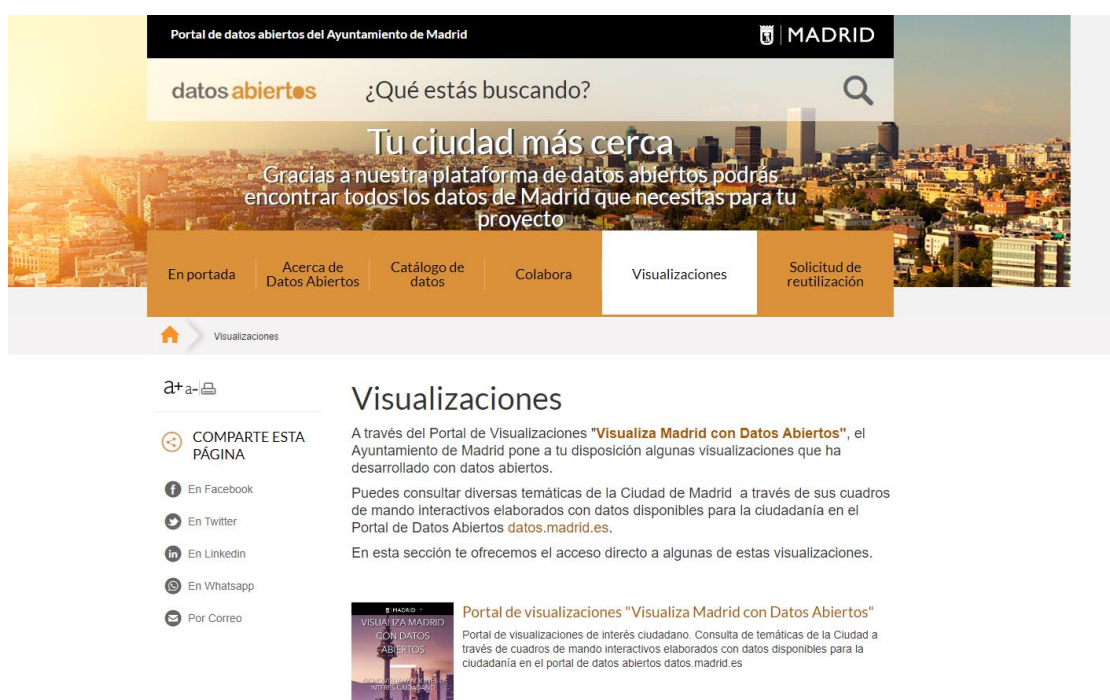 Portal de datos abiertos del Ayuntamiento de Madrid
MADRID
datos abiertos
¿Qué estás buscando?
Tu ciudad más cerca
Gracias a nuestra plataforma de datos abiertos podrás
encontrar todos los datos de Madrid que necesitas para tu
proyecto
En portada
Acerca de
Datos Abiertos
Catálogo de
datos
Colabora
Visualizaciones
Solicitud de
reutilización
Visualizaciones
a+ a-
COMPARTE ESTA
PÁGINA
En Facebook
En Twitter
En Linkedin
En Whatsapp
Por Correo
Visualizaciones
A través del Portal de Visualizaciones "Visualiza Madrid con Datos Abiertos", el
Ayuntamiento de Madrid pone a tu disposición algunas visualizaciones que ha
desarrollado con datos abiertos.
Puedes consultar diversas temáticas de la Ciudad de Madrid a través de sus cuadros
de mando interactivos elaborados con datos disponibles para la ciudadanía en el
Portal de Datos Abiertos datos.madrid.es.
En esta sección te ofrecemos el acceso directo a algunas de estas visualizaciones.
MADRID
VISUALIZA MADRID
CON DATOS
ABIERTOS
VISUALIZACIONES DE
INTERÉS CIUDADANO
Portal de visualizaciones "Visualiza Madrid con Datos Abiertos"
Portal de visualizaciones de interés ciudadano. Consulta de temáticas de la Ciudad a
través de cuadros de mando interactivos elaborados con datos disponibles para la
ciudadanía en el portal de datos abiertos datos.madrid.es